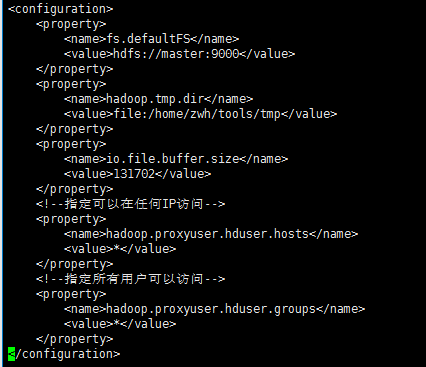 <configuration>
    <property>
        <name>fs.defaultFS</name>
        <value>hdfs://master:9000</value>
    </property>
    <property>
        <name>hadoop.tmp.dir</name>
        <value>file:/home/zwh/tools/tmp</value>
    </property>
    <property>
        <name>io.file.buffer.size</name>
        <value>131702</value>
    </property>
    <!--指定可以在任何IP访问-->
    <property>
        <name>hadoop.proxyuser.hduser.hosts</name>
        <value>*</value>
    </property>
    <!--指定所有用户可以访问-->
    <property>
        <name>hadoop.proxyuser.hduser.groups</name>
        <value>*</value>
    </property>
</configuration>